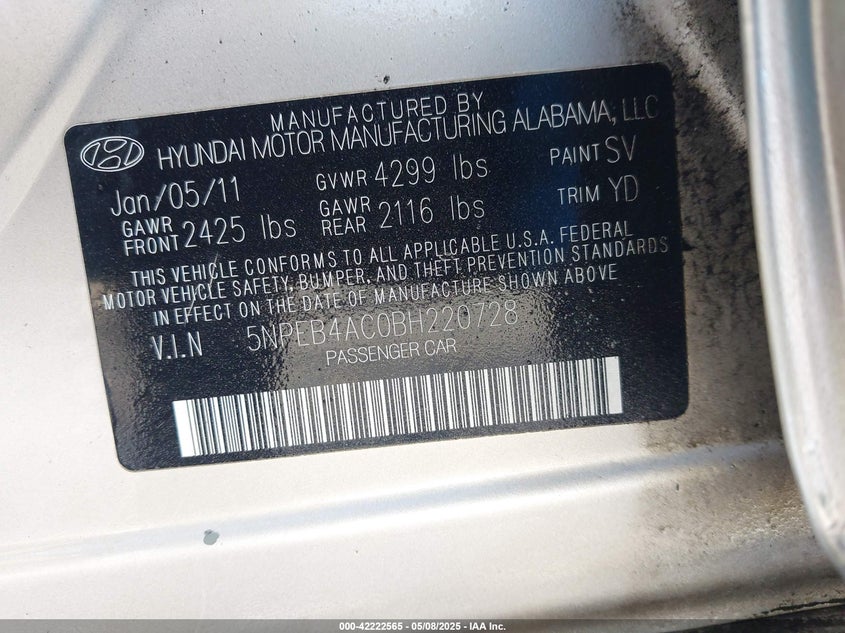 MANUFACTURED BY
HYUNDAI MOTOR MANUFACTURING ALABAMA, LLC
Jan/05/11 GVWR 4299 lbs PAINT SV
GAWR FRONT 2425 lbs GAWR REAR 2116 lbs TRIM YD
THIS VEHICLE CONFORMS TO ALL APPLICABLE U.S.A. FEDERAL
MOTOR VEHICLE SAFETY, BUMPER, AND THEFT PREVENTION STANDARDS
IN EFFECT ON THE DATE OF MANUFACTURE SHOWN ABOVE
V.I.N 5NPEB4AC0BH220728
PASSENGER CAR
000-42222565 - 05/08/2025 - IAA Inc.